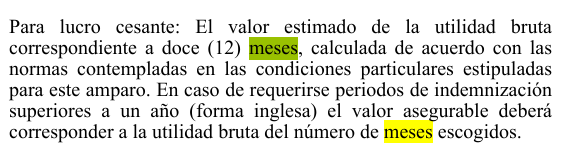 Para lucro cesante: El valor estimado de la utilidad bruta
correspondiente a doce (12) meses, calculada de acuerdo con las
normas contempladas en las condiciones particulares estipuladas
para este amparo. En caso de requerirse periodos de indemnización
superiores a un año (forma inglesa) el valor asegurable deberá
corresponder a la utilidad bruta del número de meses escogidos.